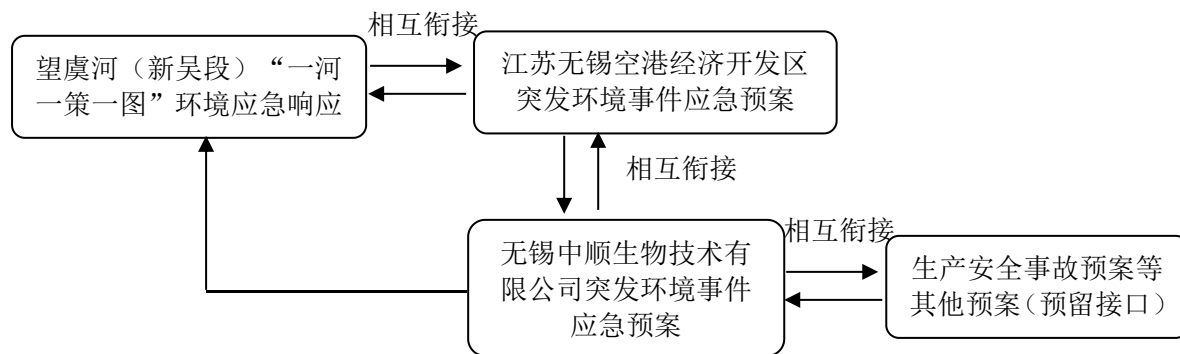 相互衔接
望虞河（新吴段）“一河
一策一图”环境应急响应
江苏无锡空港经济开发区
突发环境事件应急预案
相互衔接
无锡中顺生物技术有
限公司突发环境事件
应急预案
相互衔接
生产安全事故预案等
其他预案（预留接口）